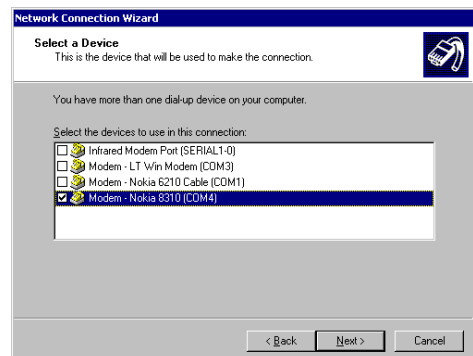 Network Connection Wizard
Select a Device
This is the device that will be used to make the connection.
You have more than one dial-up device on your computer.
Select the devices to use in this connection:
Infrared Modem Port (SERIAL1-0)
Modem - LT Win Modem (COM3)
Modem - Nokia 6210 Cable (COM1)
Modem - Nokia 8310 (COM4)
< Back Next > Cancel